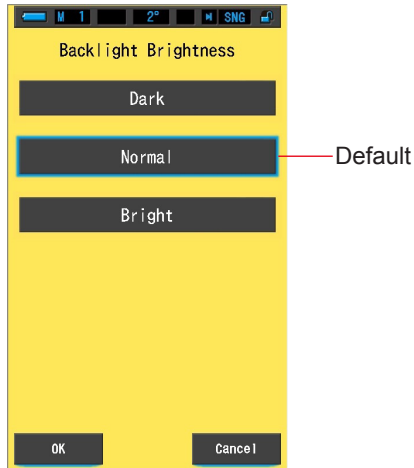 M 1 2° SNG
Backlight Brightness
Dark
Normal
Default
Bright
OK Cancel